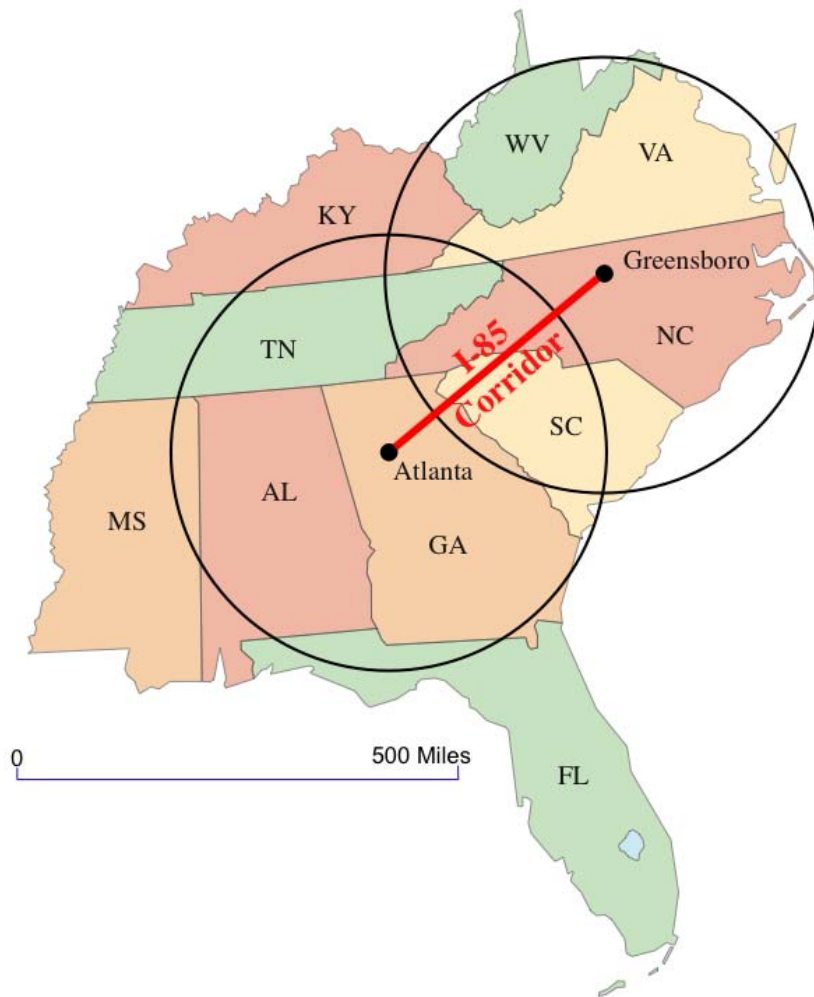 WV
VA
KY
Greensboro
I-85
Corridor
NC
TN
SC
Atlanta
AL
MS
GA
0
500 Miles
FL